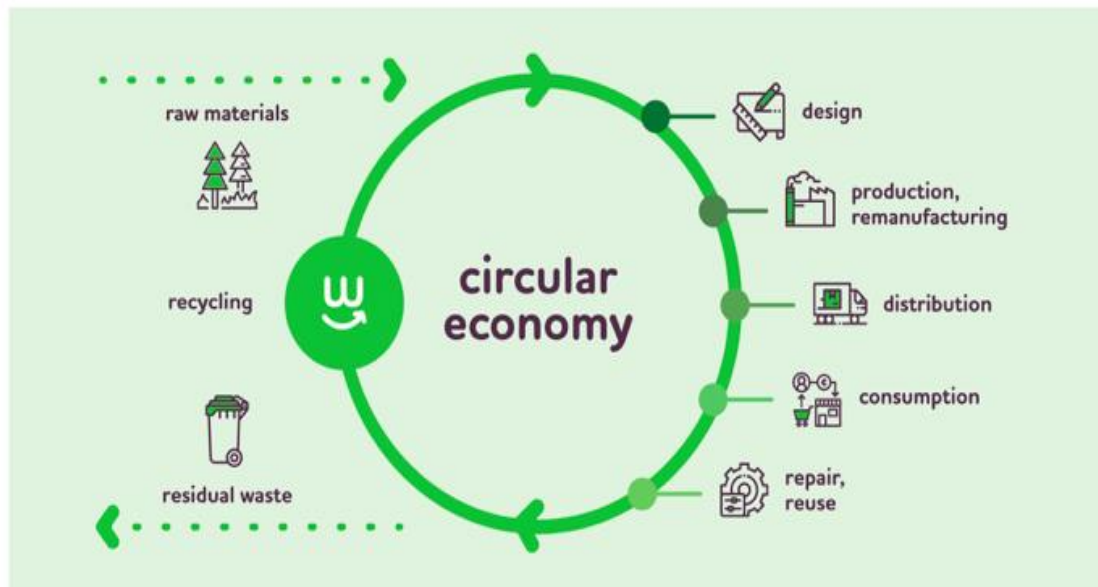 raw materials
design
production,
remanufacturing
circular
economy
recycling
distribution
consumption
repair,
reuse
residual waste
w